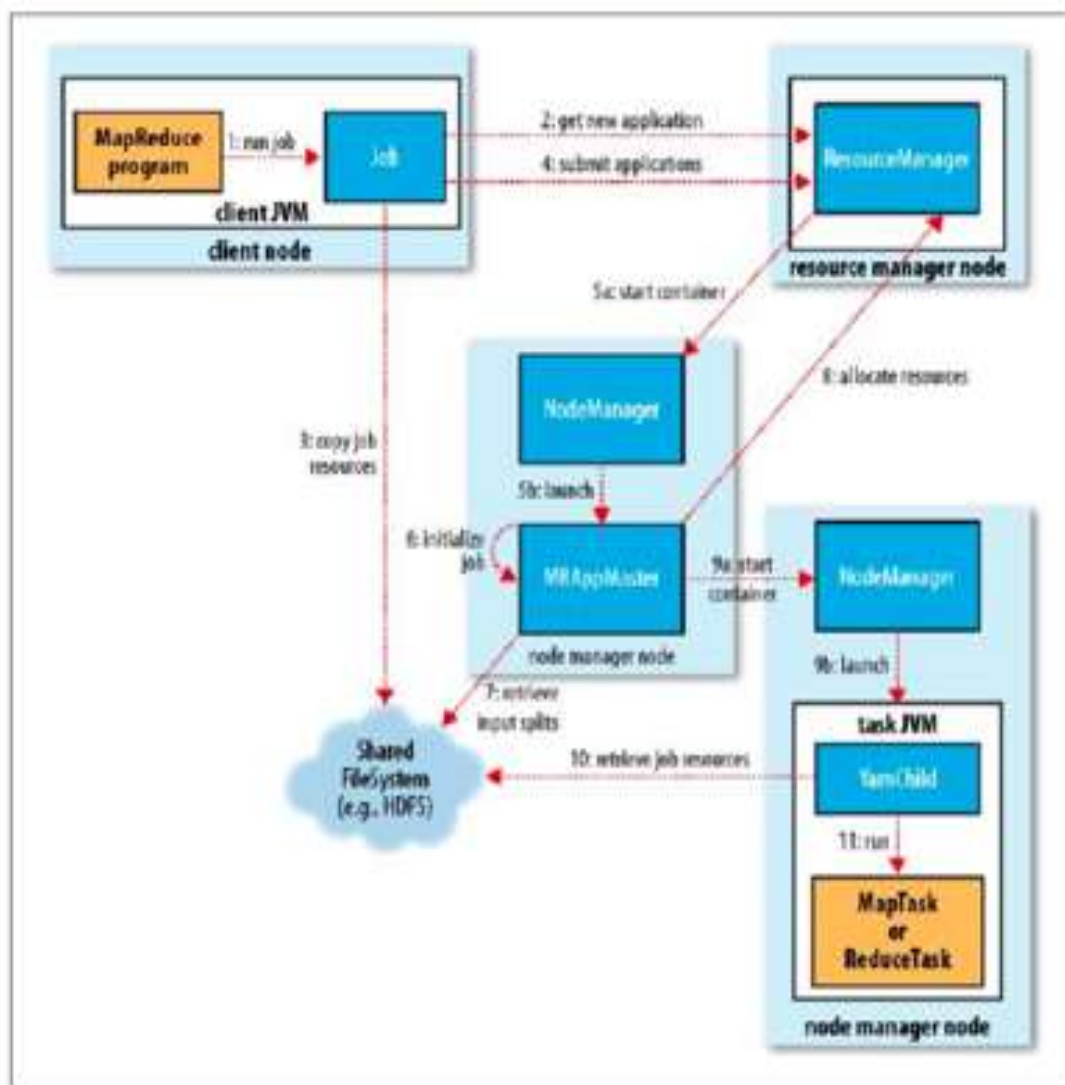 MapReduce
program
1: run job
Job
client JVM
client node
2: get new application
4: submit applications
ResourceManager
resource manager node
5a: start container
NodeManager
8: allocate resources
3: copy job
resources
5b: launch
6: initialize
job
MRAppMaster
9a: start
container
NodeManager
node manager node
9b: launch
7: retrieve
input splits
task JVM
Shared
FileSystem
(e.g., HDFS)
10: retrieve job resources
YarnChild
11: run
MapTask
or
ReduceTask
node manager node